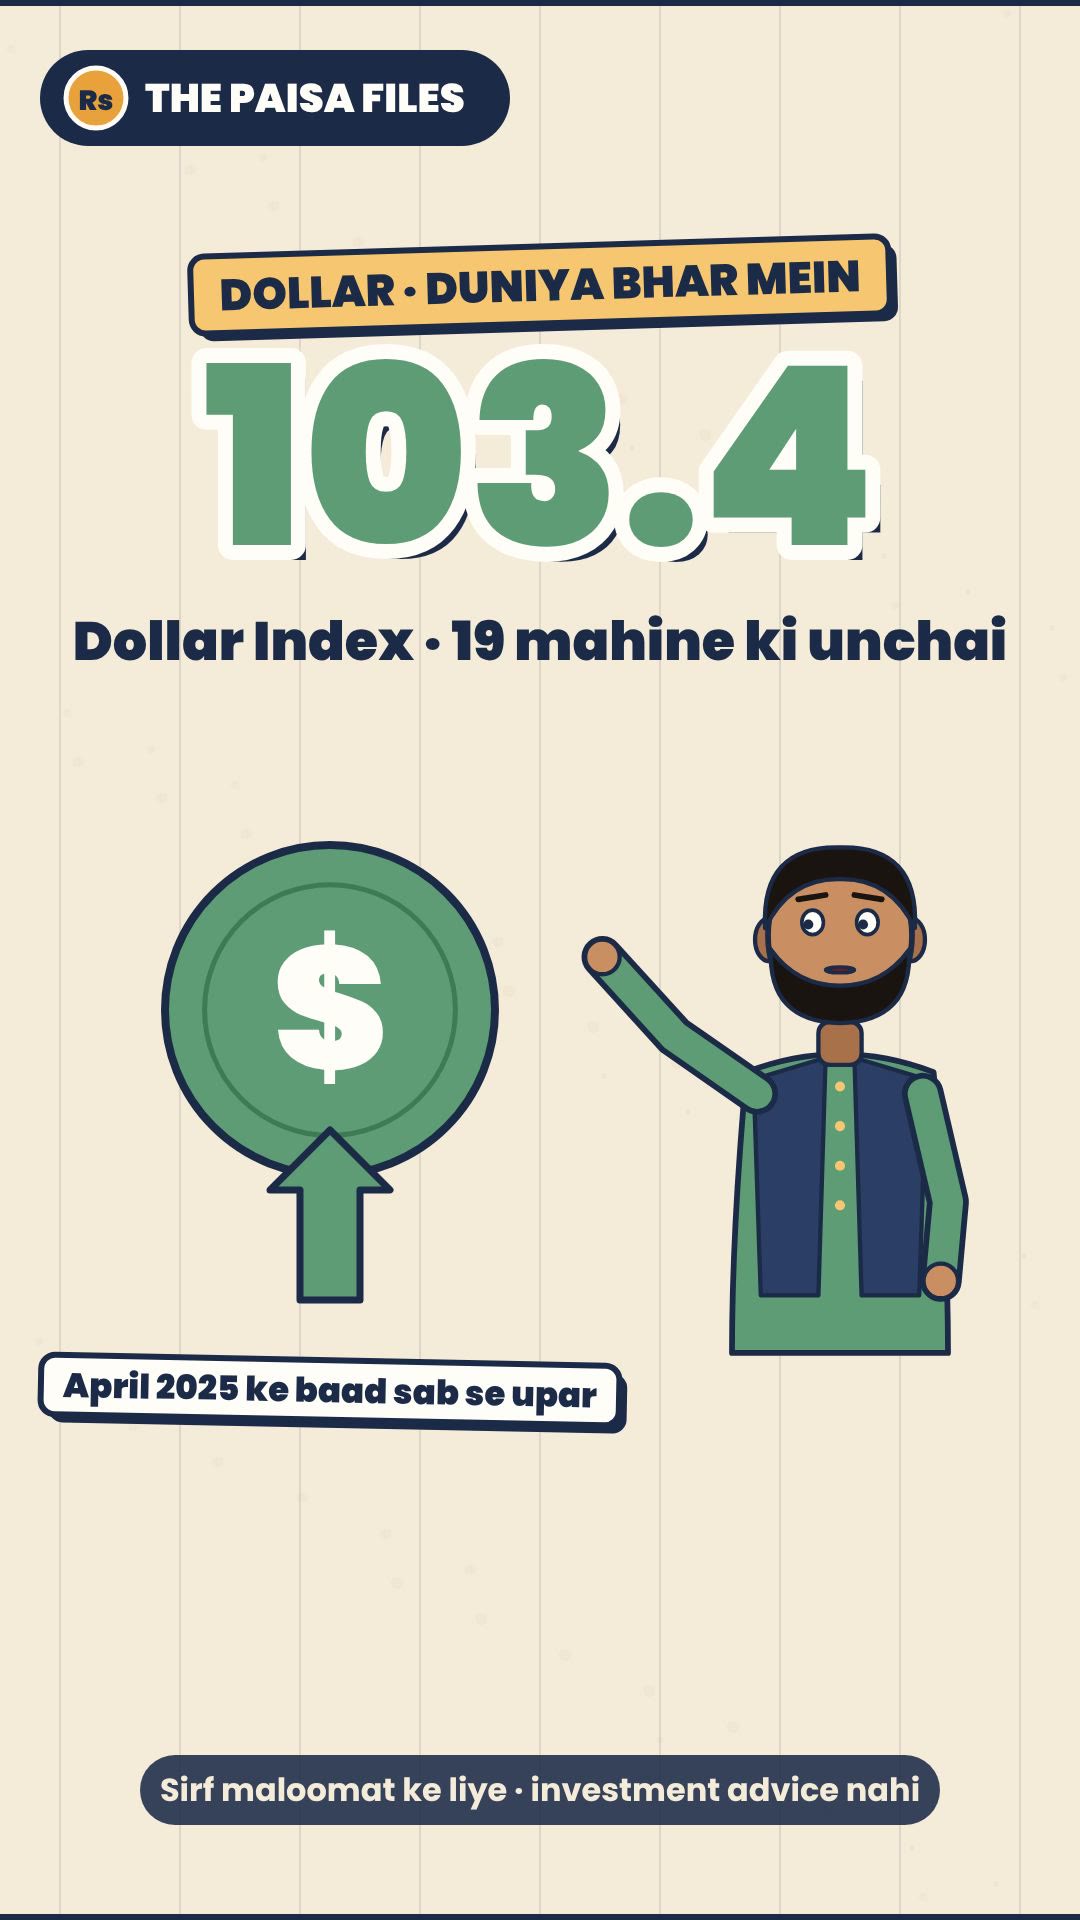 Rs THE PAISA FILES
DOLLAR · DUNIYA BHAR MEIN
103.4
Dollar Index · 19 mahine ki unchai
$
April 2025 ke baad sab se upar
Sirf maloomat ke liye · investment advice nahi